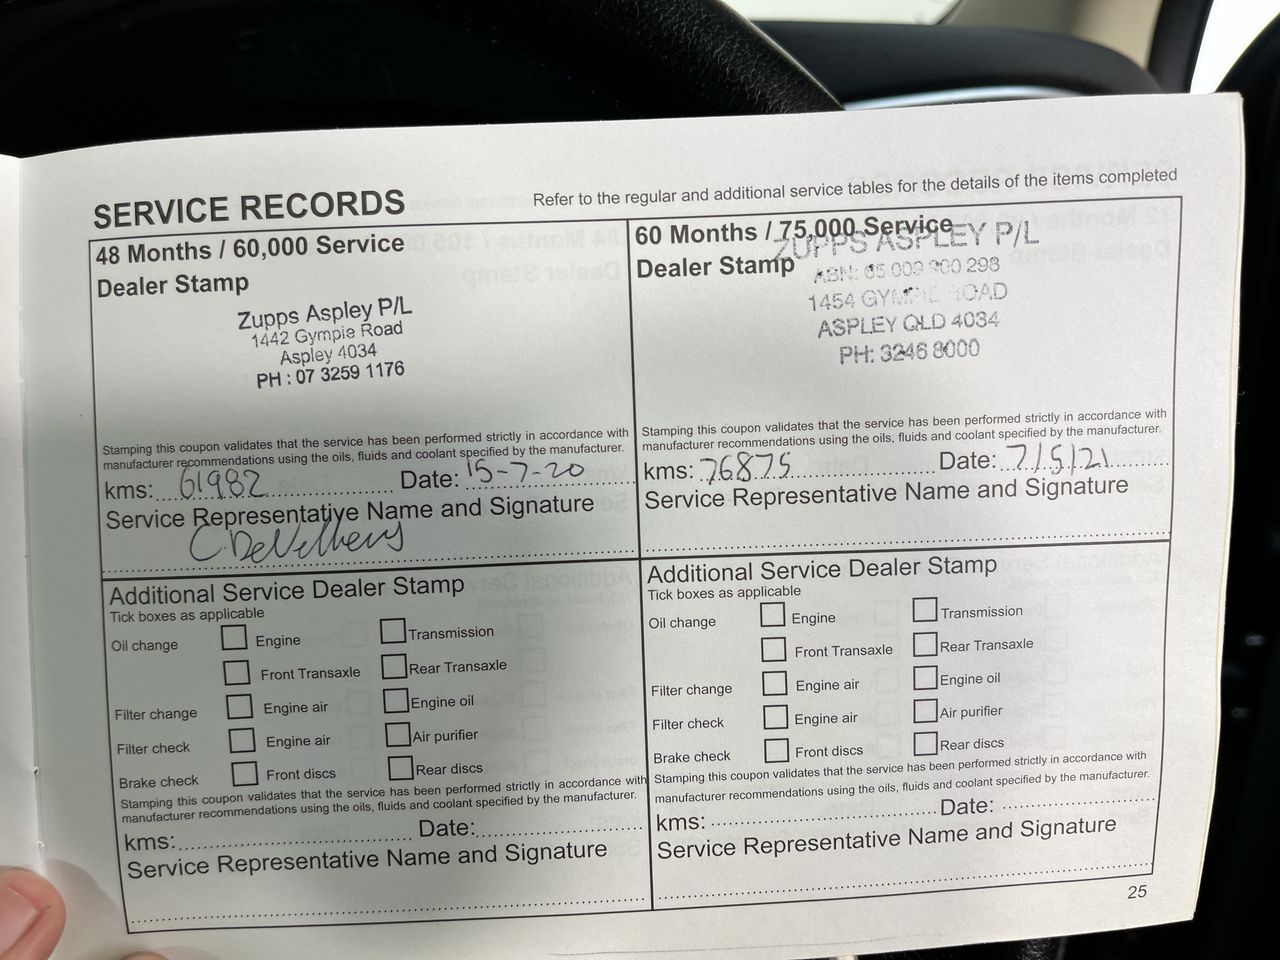 SERVICE RECORDS
Refer to the regular and additional service tables for the details of the items completed
48 Months / 60,000 Service
Dealer Stamp
Zupps Aspley P/L
1442 Gympie Road
Aspley 4034
PH : 07 3259 1176
Stamping this coupon validates that the service has been performed strictly in accordance with
manufacturer recommendations using the oils, fluids and coolant specified by the manufacturer.
kms: 61982 Date: 15-7-20
Service Representative Name and Signature
60 Months / 75,000 Service
Dealer Stamp
ZUPPS ASPLEY P/L
ABN: 65 009 900 298
1454 GYMPIE ROAD
ASPLEY QLD 4034
PH: 3246 8000
Stamping this coupon validates that the service has been performed strictly in accordance with
manufacturer recommendations using the oils, fluids and coolant specified by the manufacturer.
kms: 76875 Date: 7/5/21
Service Representative Name and Signature
Additional Service Dealer Stamp
Tick boxes as applicable
Oil change Engine Transmission
Front Transaxle Rear Transaxle
Filter change Engine air Engine oil
Filter check Engine air Air purifier
Brake check Front discs Rear discs
Stamping this coupon validates that the service has been performed strictly in accordance with
manufacturer recommendations using the oils, fluids and coolant specified by the manufacturer.
kms: Date:
Service Representative Name and Signature
Additional Service Dealer Stamp
Tick boxes as applicable
Oil change Engine Transmission
Front Transaxle Rear Transaxle
Filter change Engine air Engine oil
Filter check Engine air Air purifier
Brake check Front discs Rear discs
Stamping this coupon validates that the service has been performed strictly in accordance with
manufacturer recommendations using the oils, fluids and coolant specified by the manufacturer.
kms: Date:
Service Representative Name and Signature
25